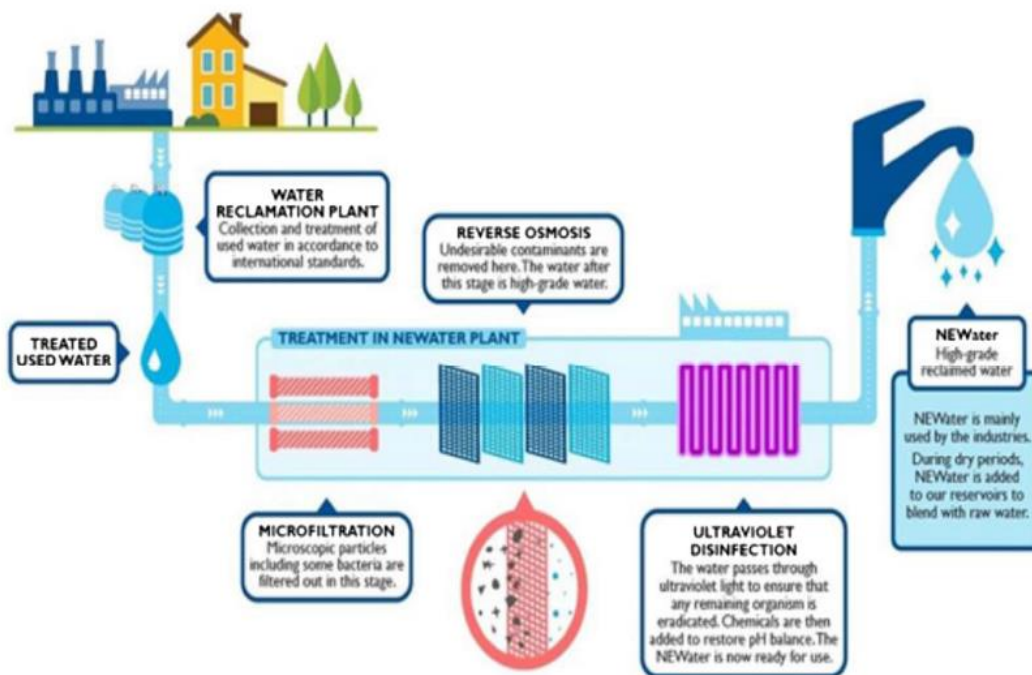 WATER
RECLAMATION PLANT
Collection and treatment of
used water in accordance to
international standards.
TREATED
USED WATER
REVERSE OSMOSIS
Undesirable contaminants are
removed here. The water after
this stage is high-grade water.
TREATMENT IN NEWATER PLANT
MICROFILTRATION
Microscopic particles
including some bacteria are
filtered out in this stage.
ULTRAVIOLET
DISINFECTION
The water passes through
ultraviolet light to ensure that
any remaining organism is
eradicated. Chemicals are then
added to restore pH balance. The
NEWater is now ready for use.
NEWater
High-grade
reclaimed water
NEWater is mainly
used by the industries.
During dry periods,
NEWater is added
to our reservoirs to
blend with raw water.